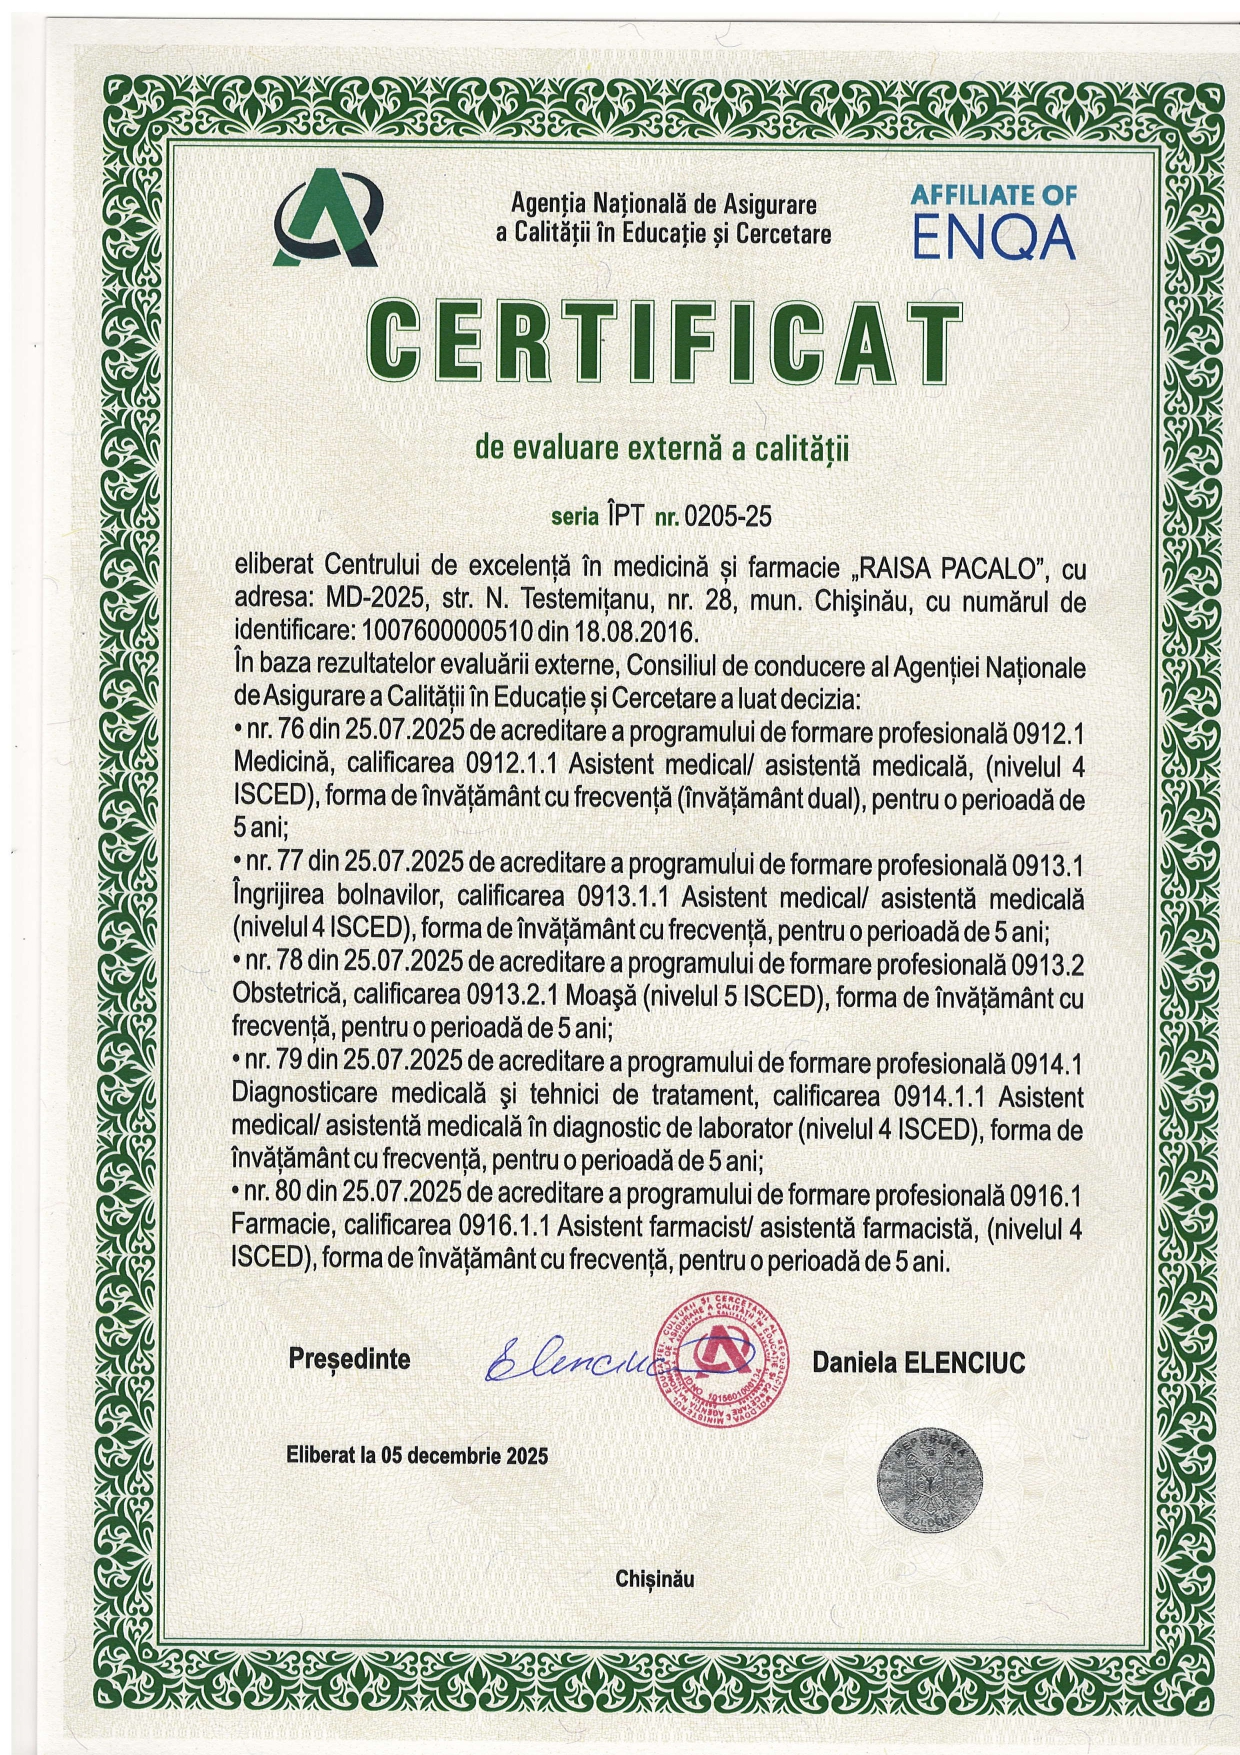 Agenția Națională de Asigurare
a Calității în Educație și Cercetare
AFFILIATE OF
ENQA
CERTIFICAT
de evaluare externă a calității
seria ÎPT nr. 0205-25
eliberat Centrului de excelență în medicină și farmacie „RAISA PACALO”, cu
adresa: MD-2025, str. N. Testemițanu, nr. 28, mun. Chişinău, cu numărul de
identificare: 1007600000510 din 18.08.2016.
În baza rezultatelor evaluării externe, Consiliul de conducere al Agenției Naționale
de Asigurare a Calității în Educație și Cercetare a luat decizia:
• nr. 76 din 25.07.2025 de acreditare a programului de formare profesională 0912.1
Medicină, calificarea 0912.1.1 Asistent medical/ asistentă medicală, (nivelul 4
ISCED), forma de învățământ cu frecvență (învățământ dual), pentru o perioadă de
5 ani;
• nr. 77 din 25.07.2025 de acreditare a programului de formare profesională 0913.1
Îngrijirea bolnavilor, calificarea 0913.1.1 Asistent medical/ asistentă medicală
(nivelul 4 ISCED), forma de învățământ cu frecvență, pentru o perioadă de 5 ani;
• nr. 78 din 25.07.2025 de acreditare a programului de formare profesională 0913.2
Obstetrică, calificarea 0913.2.1 Moaşă (nivelul 5 ISCED), forma de învățământ cu
frecvență, pentru o perioadă de 5 ani;
• nr. 79 din 25.07.2025 de acreditare a programului de formare profesională 0914.1
Diagnosticare medicală şi tehnici de tratament, calificarea 0914.1.1 Asistent
medical/ asistentă medicală în diagnostic de laborator (nivelul 4 ISCED), forma de
învățământ cu frecvență, pentru o perioadă de 5 ani;
• nr. 80 din 25.07.2025 de acreditare a programului de formare profesională 0916.1
Farmacie, calificarea 0916.1.1 Asistent farmacist/ asistentă farmacistă, (nivelul 4
ISCED), forma de învățământ cu frecvență, pentru o perioadă de 5 ani.
Președinte
Elenciuc
Daniela ELENCIUC
Eliberat la 05 decembrie 2025
REPUBLICA
MOLDOVA
Chișinău